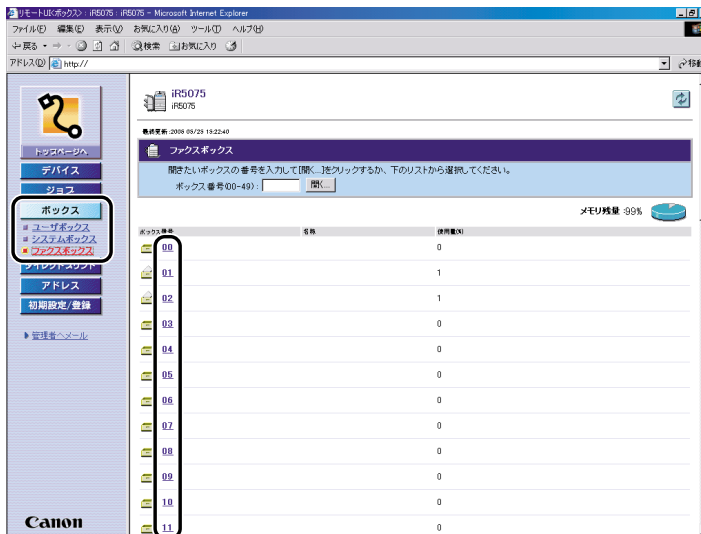 リモートUI<ボックス> : iR5075 : iR5075 - Microsoft Internet Explorer
ファイル(F) 編集(E) 表示(V) お気に入り(A) ツール(T) ヘルプ(H)
戻る 検索 お気に入り
アドレス(D) http:// 移動
iR5075
iR5075
最終更新 :2006 09/29 19:22:40
トップページへ
ファクスボックス
デバイス
開きたいボックスの番号を入力して[開く...]をクリックするか、下のリストから選択してください。
ジョブ
ボックス番号(00-49) : 開く...
ボックス
メモリ残量 :99%
ユーザボックス
システムボックス
ファクスボックス
ボックス番号 名称 使用量(%)
00 0
ダイレクトプリント
01 1
アドレス
02 1
初期設定/登録
03 0
管理者へメール
04 0
05 0
06 0
07 0
08 0
09 0
10 0
Canon
11 0